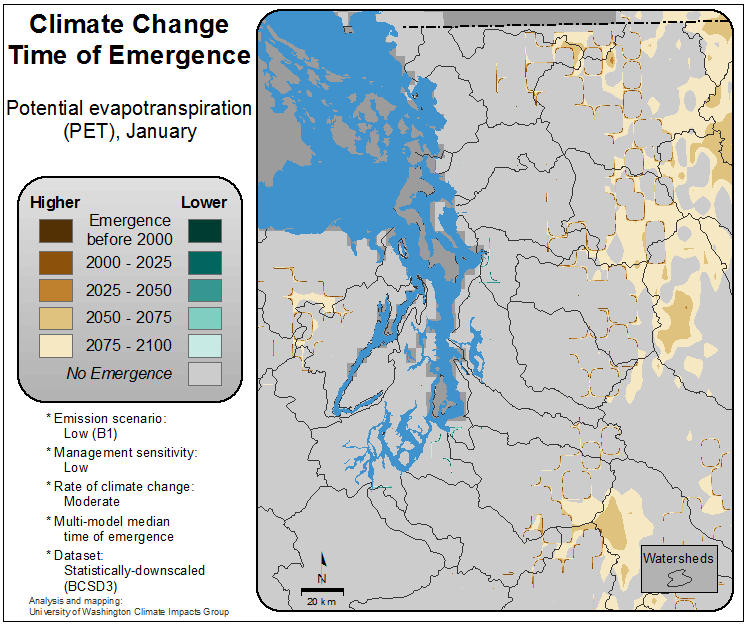 Climate Change
Time of Emergence
Potential evapotranspiration
(PET), January
Higher Lower
Emergence
before 2000
2000 - 2025
2025 - 2050
2050 - 2075
2075 - 2100
No Emergence
* Emission scenario:
Low (B1)
* Management sensitivity:
Low
* Rate of climate change:
Moderate
* Multi-model median
time of emergence
* Dataset:
Statistically-downscaled
(BCSD3)
Analysis and mapping:
University of Washington Climate Impacts Group
N
20 km
Watersheds